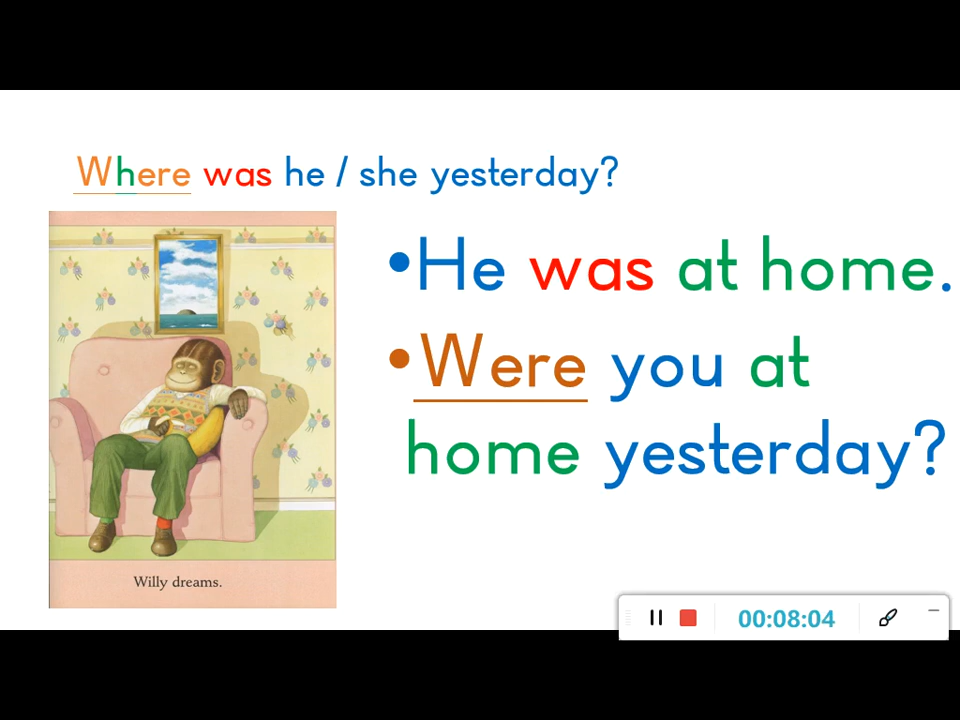 Where was he / she yesterday?
•He was at home.
•Were you at
home yesterday?
Willy dreams.
00:08:04